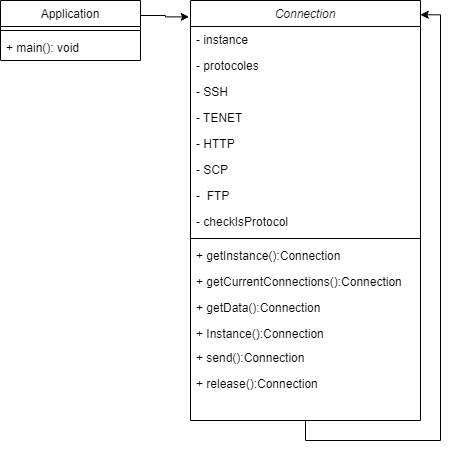 Application
+ main(): void
Connection
- instance
- protocoles
- SSH
- TENET
- HTTP
- SCP
-  FTP
- checkIsProtocol
+ getInstance():Connection
+ getCurrentConnections():Connection
+ getData():Connection
+ Instance():Connection
+ send():Connection
+ release():Connection